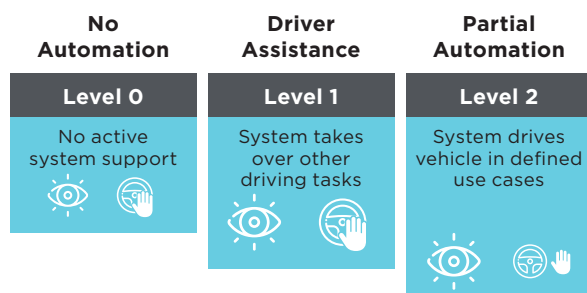 No
Automation
Level 0
No active
system support
Driver
Assistance
Level 1
System takes
over other
driving tasks
Partial
Automation
Level 2
System drives
vehicle in defined
use cases